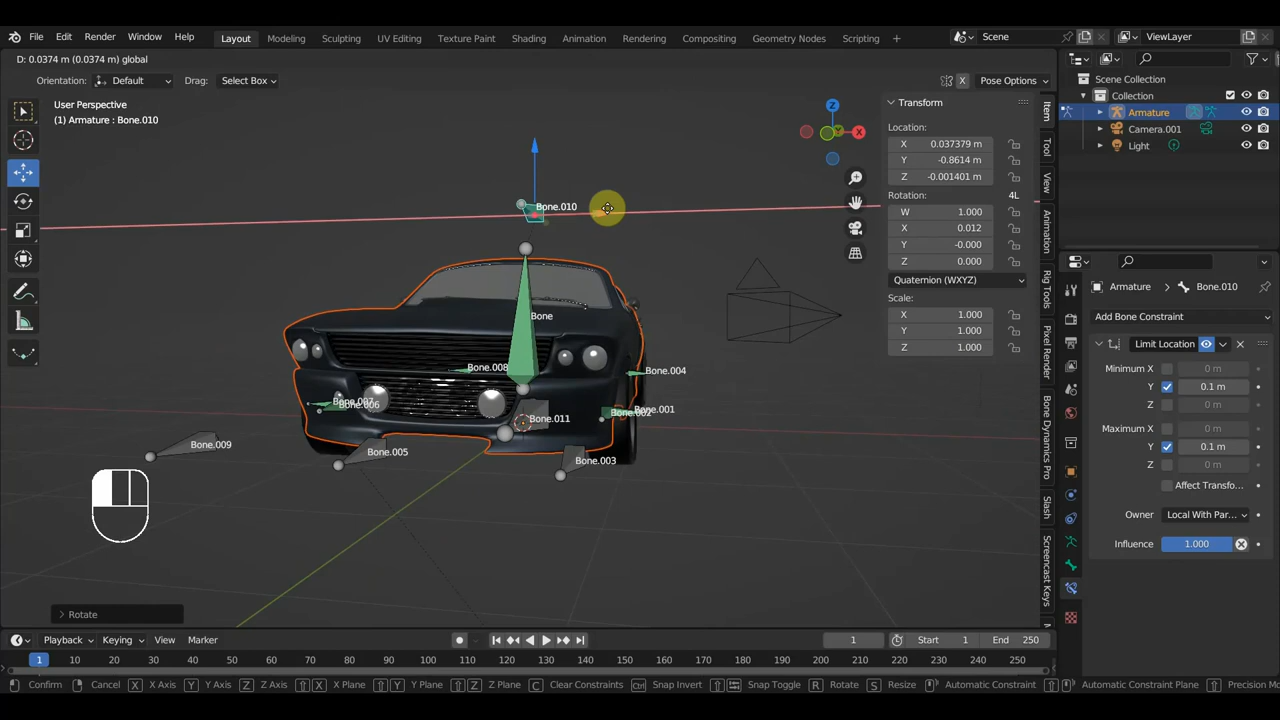 File Edit Render Window Help Layout Modeling Sculpting UV Editing Texture Paint Shading Animation Rendering Compositing Geometry Nodes Scripting + Scene ViewLayer
D: 0.0374 m (0.0374 m) global
Orientation: Default Drag: Select Box X Pose Options
User Perspective
(1) Armature : Bone.010
Z
X
Y
Bone.010
Bone
Bone.008
Bone.004
Bone.007
Bone.006
Bone.002
Bone.001
Bone.011
Bone.009
Bone.005
Bone.003
Transform
Location:
X 0.037379 m
Y -0.8614 m
Z -0.001401 m
Rotation: 4L
W 1.000
X 0.012
Y -0.000
Z 0.000
Quaternion (WXYZ)
Scale:
X 1.000
Y 1.000
Z 1.000
Item
Tool
View
Animation
Rig Tools
Pixel Render
Bone Dynamics Pro
Slash
Screencast Keys
Scene Collection
Collection
Armature
Camera.001
Light
Armature > Bone.010
Add Bone Constraint
Limit Location
Minimum X 0 m
Y 0.1 m
Z 0 m
Maximum X 0 m
Y 0.1 m
Z 0 m
Affect Transfo...
Owner Local With Par...
Influence 1.000
> Rotate
Playback Keying View Marker 1 Start 1 End 250
1 10 20 30 40 50 60 70 80 90 100 110 120 130 140 150 160 170 180 190 200 210 220 230 240 250
Confirm Cancel X X Axis Y Y Axis Z Z Axis X X Plane Y Y Plane Z Z Plane C Clear Constraints Ctrl Snap Invert Snap Toggle R Rotate S Resize Automatic Constraint Automatic Constraint Plane Precision Mo